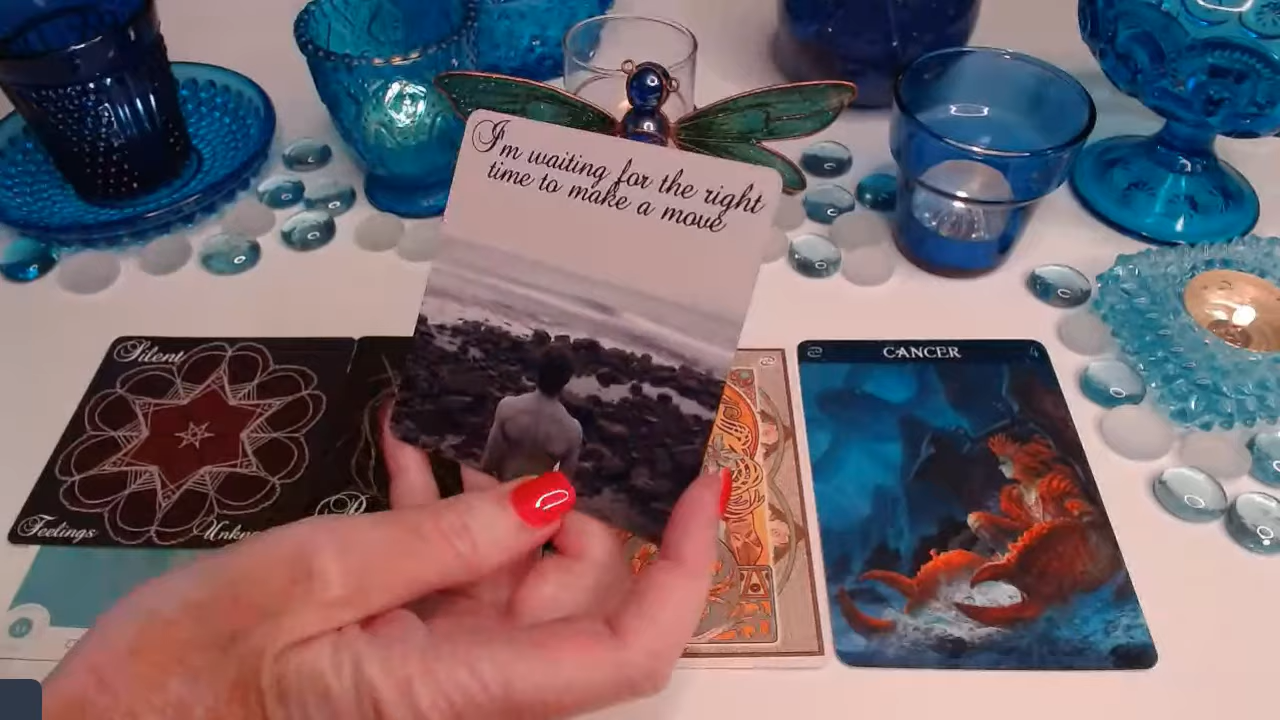 I'm waiting for the right
time to make a move
CANCER
Silent
Feelings